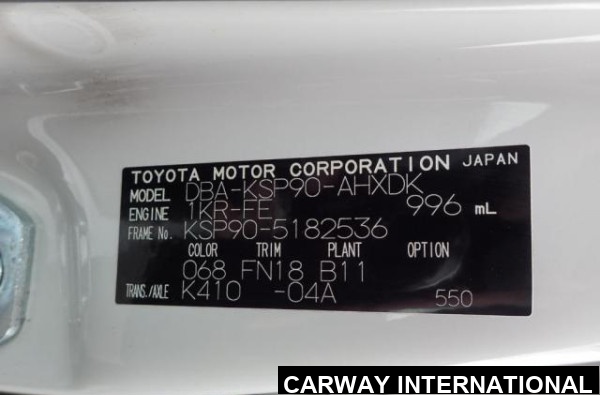 TOYOTA MOTOR CORPORATION JAPAN
MODEL DBA-KSP90-AHXDK
ENGINE 1KR-FE 996 mL
FRAME No. KSP90-5182536
COLOR TRIM PLANT OPTION
068 FN18 B11
TRANS./AXLE K410 -04A 550
CARWAY INTERNATIONAL